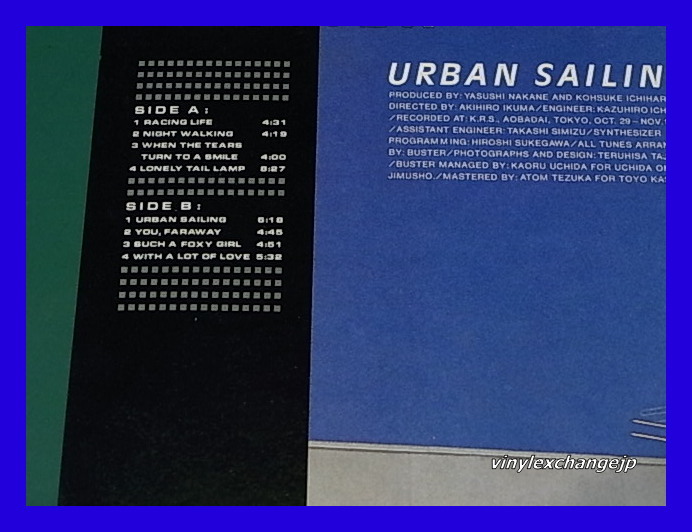 SIDE A:
1 RACING LIFE 4:31
2 NIGHT WALKING 4:19
3 WHEN THE TEARS
TURN TO A SMILE 4:00
4 LONELY TAIL LAMP
SIDE B:
1 URBAN SAILING
2 YOU, FARAWAY 4:45
3 SUCH A FOXY GIRL 4:51
4 WITH A LOT OF LOVE 5:32
URBAN SAILIN
PRODUCED BY: YASUSHI NAKANE AND KOHSUKE ICHIHAR
DIRECTED BY: AKIHIRO IKUMA/ENGINEER: KAZUHIRO ICH
/RECORDED AT: K.R.S., AOBADAI, TOKYO, OCT. 29–NOV.
/ASSISTANT ENGINEER: TAKASHI SIMIZU/SYNTHESIZER
PROGRAMMING: HIROSHI SUKEGAWA/ALL TUNES ARRAN
BY: BUSTER/PHOTOGRAPHS AND DESIGN: TERUHISA TA
/BUSTER MANAGED BY: KAORU UCHIDA FOR UCHIDA O
JIMUSHO./MASTERED BY: ATOM TEZUKA FOR TOYO KA
vinylexchangejp